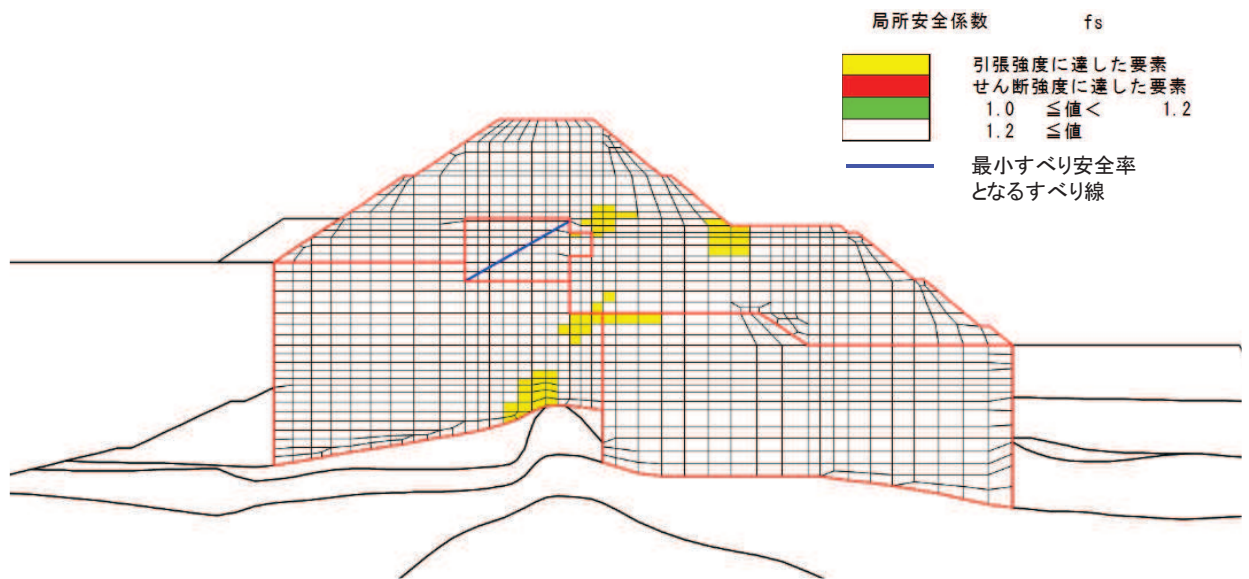 局所安全係数 fs
引張強度に達した要素
せん断強度に達した要素
1.0 ≦値＜ 1.2
1.2 ≦値
最小すべり安全率
となるすべり線